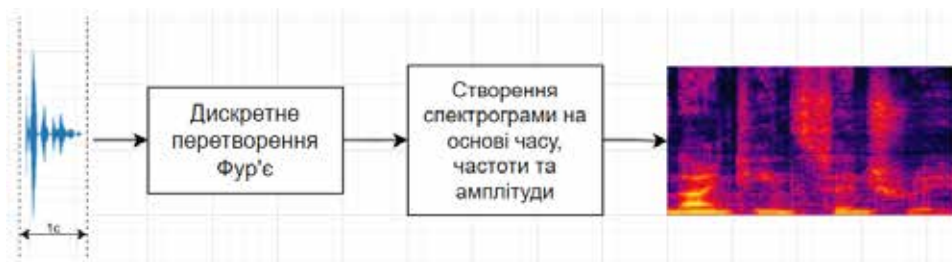 Дискретне
перетворення
Фур'є
Створення
спектрограми на
основі часу,
частоти та
амплітуди
1с